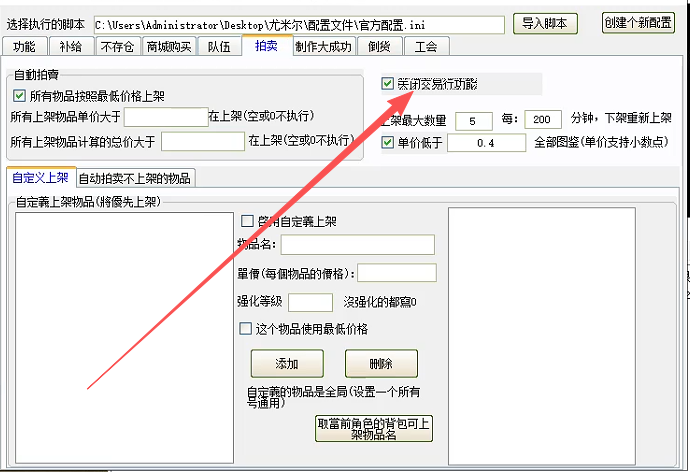 选择执行的脚本 C:\Users\Administrator\Desktop\尤米尔\配置文件\官方配置.ini 导入脚本 创建个新配置
功能 补给 不存仓 商城购买 队伍 拍卖 制作大成功 倒货 工会
自動拍賣
所有物品按照最低价格上架
关闭交易行功能
所有上架物品单价大于 在上架(空或0不执行)
上架最大数量 5 每: 200 分钟，下架重新上架
所有上架物品计算的总价大于 在上架(空或0不执行)
单价低于 0.4 全部图鉴(单价支持小数点)
自定义上架 自动拍卖不上架的物品
自定義上架物品(將優先上架)
啓用自定義上架
物品名:
單價(每個物品的價格):
强化等級 沒强化的都寫0
这个物品使用最低价格
添加 刪除
自定義的物品是全局(设置一个所有
号通用)
取當前角色的背包可上
架物品名